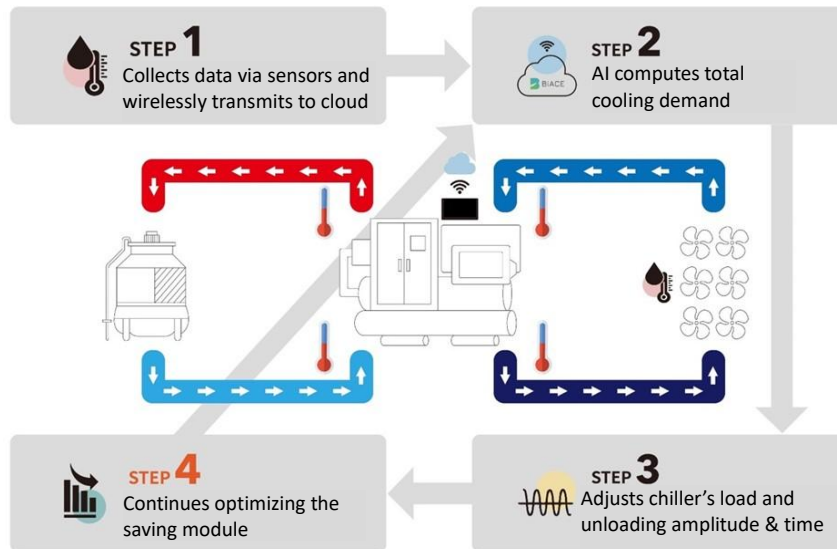 STEP 1
Collects data via sensors and
wirelessly transmits to cloud
STEP 2
BIACE
AI computes total
cooling demand
STEP 4
Continues optimizing the
saving module
STEP 3
Adjusts chiller's load and
unloading amplitude & time